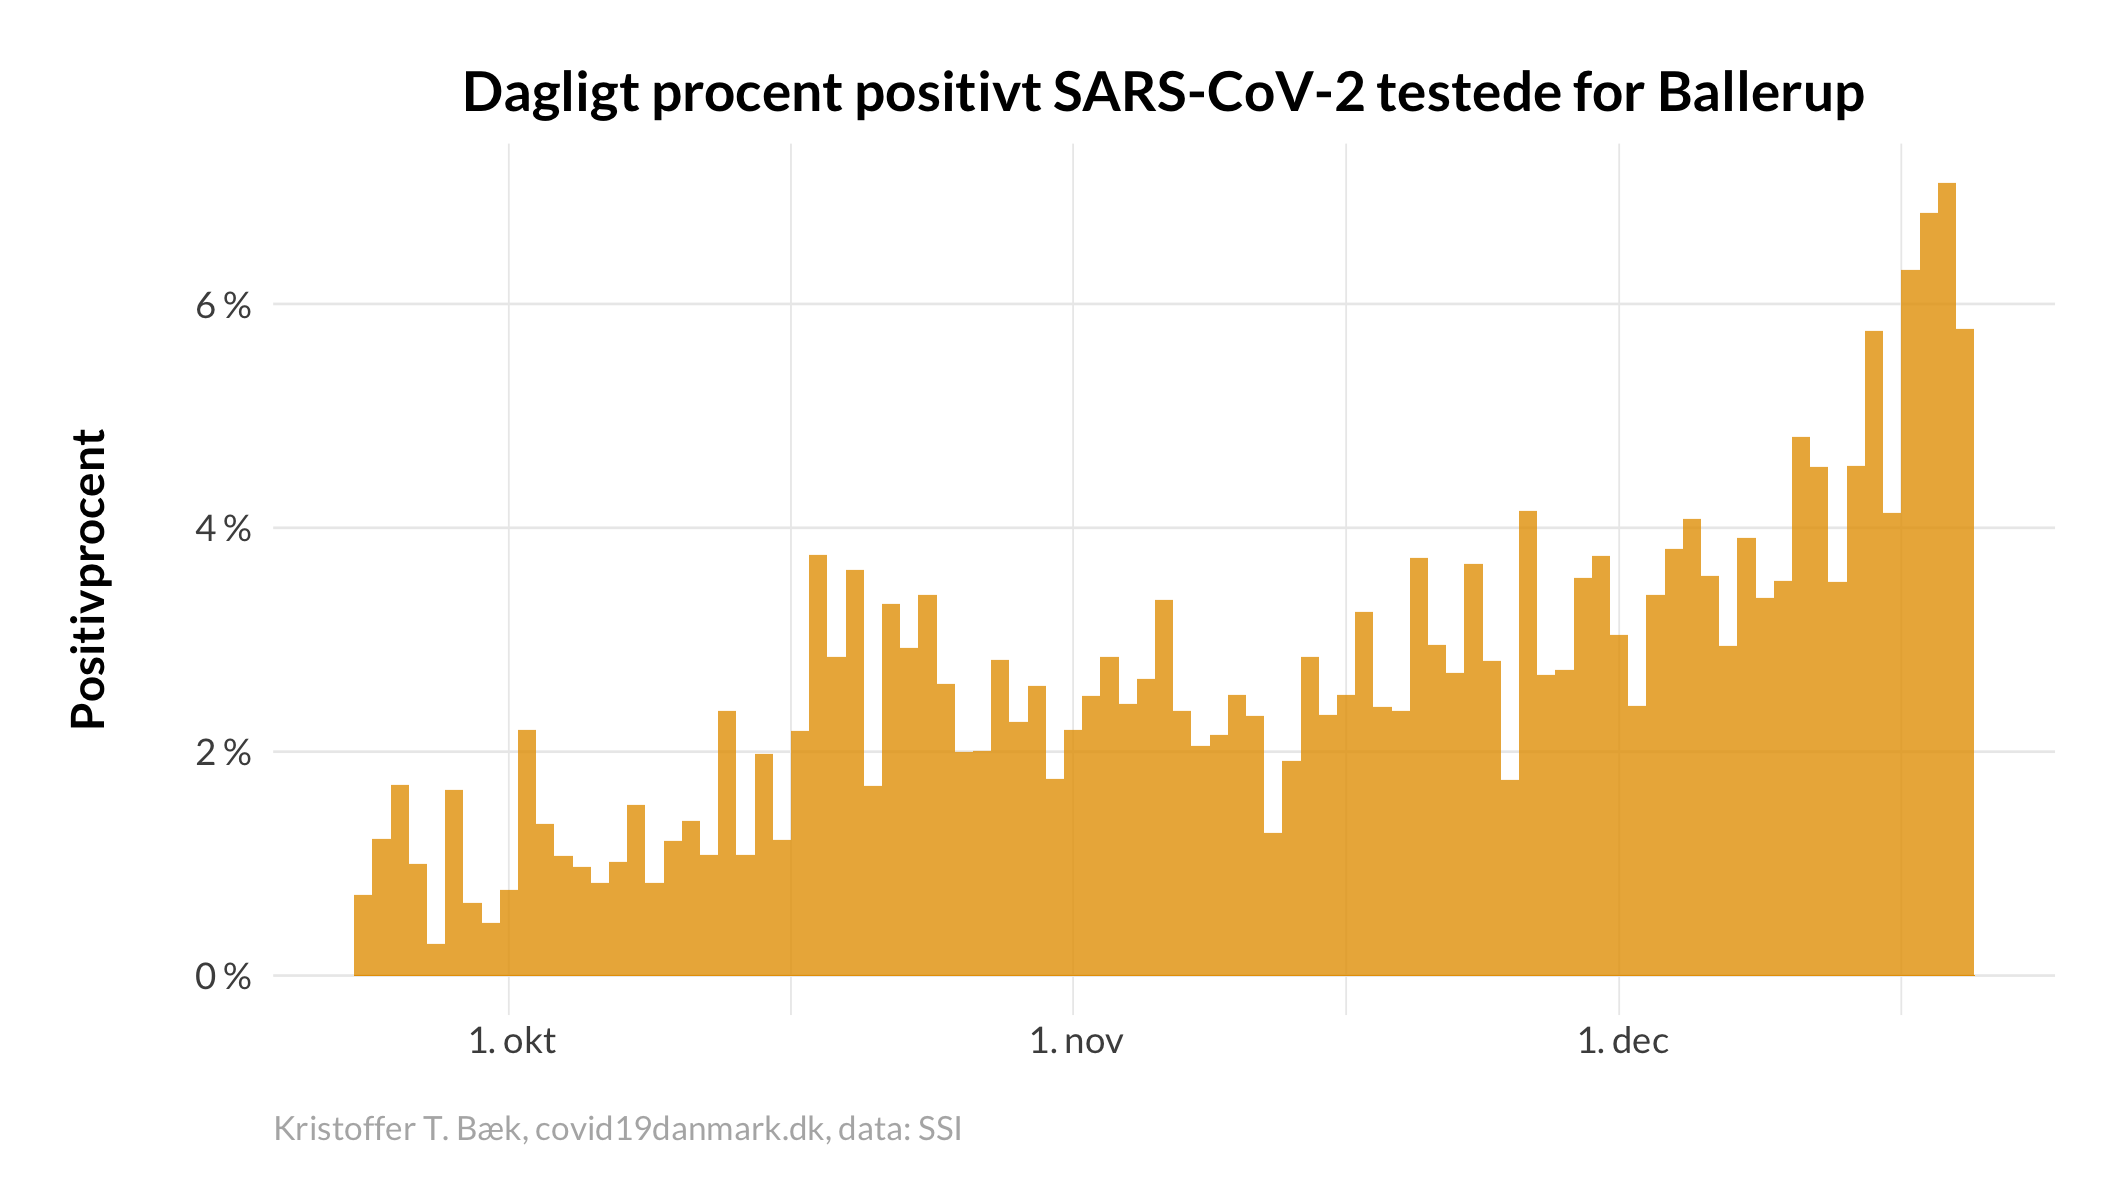 Dagligt procent positivt SARS-CoV-2 testede for Ballerup
Positivprocent
6 %
4 %
2 %
0 %
1. okt
1. nov
1. dec
Kristoffer T. Bæk, covid19danmark.dk, data: SSI